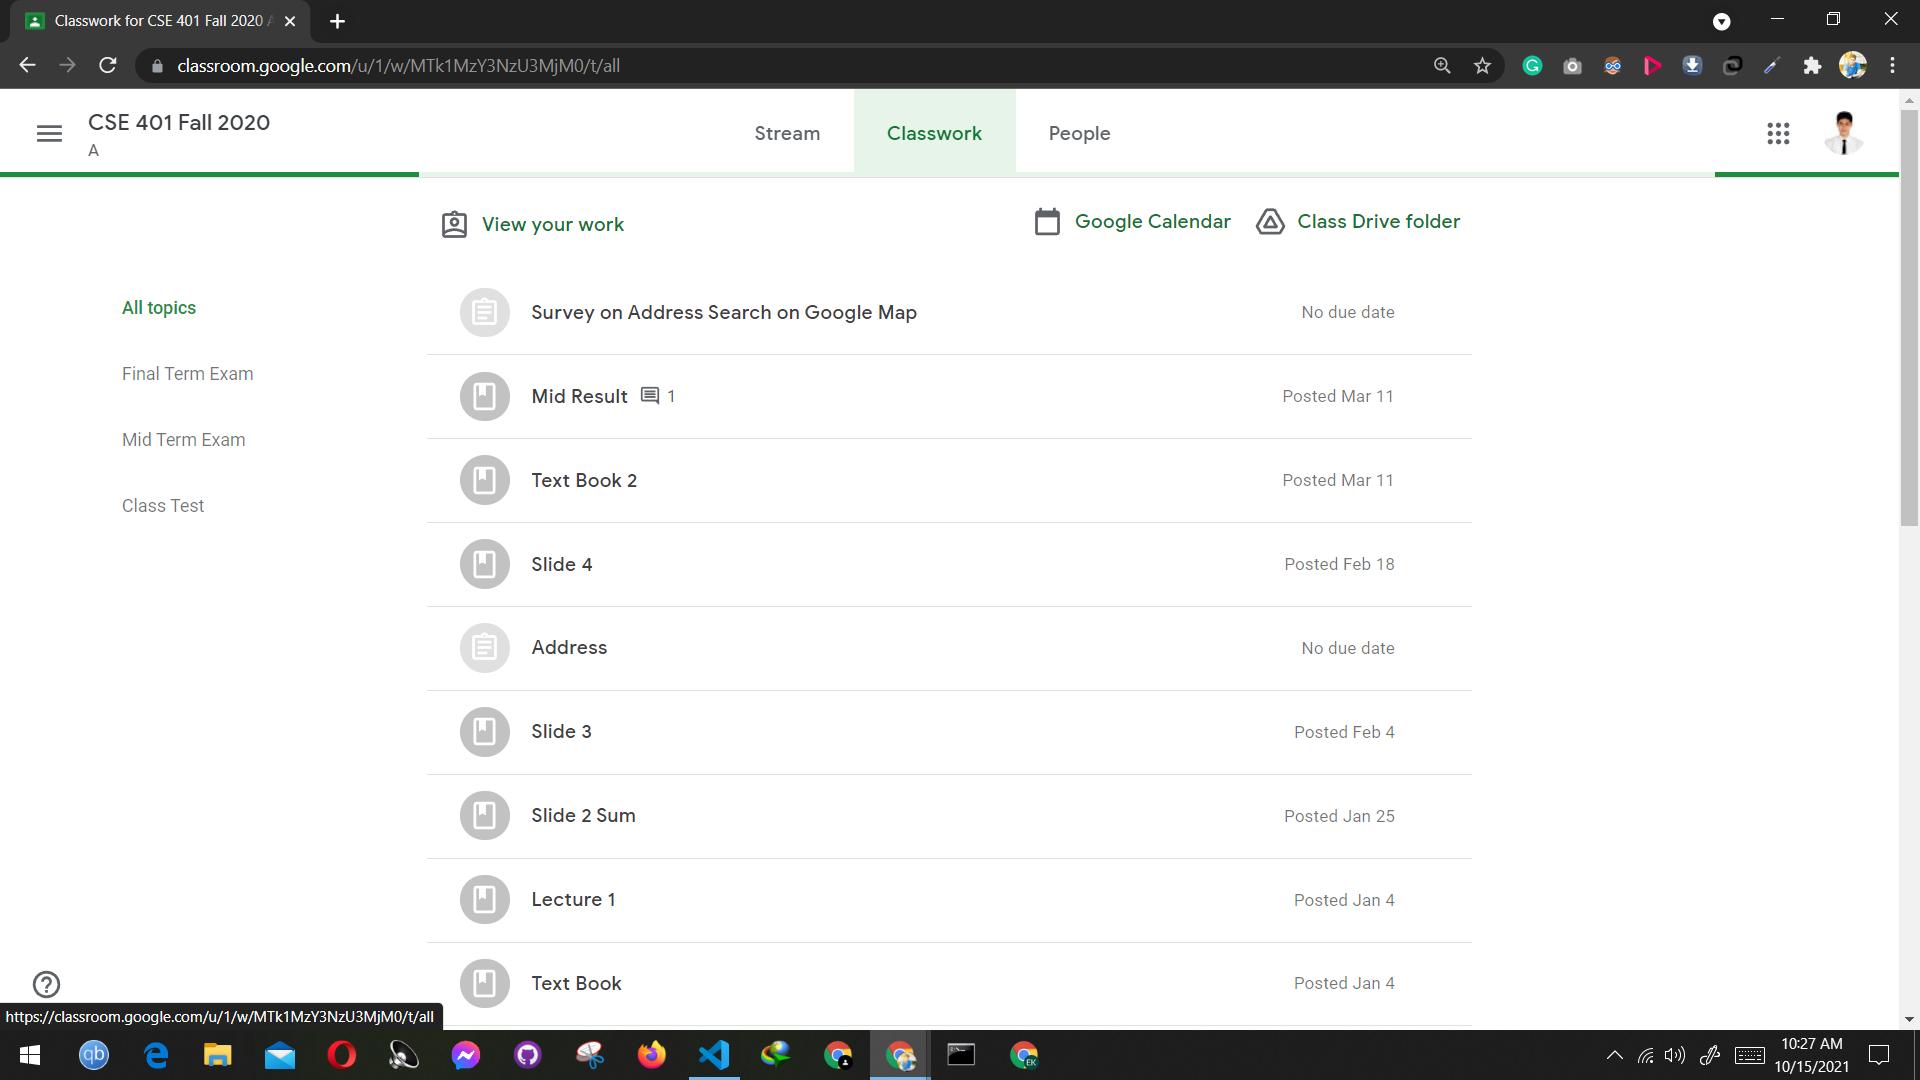 Classwork for CSE 401 Fall 2020
classroom.google.com/u/1/w/MTk1MzY3NzU3MjM0/t/all
CSE 401 Fall 2020
A
Stream
Classwork
People
View your work
Google Calendar
Class Drive folder
All topics
Final Term Exam
Mid Term Exam
Class Test
Survey on Address Search on Google Map
No due date
Mid Result 1
Posted Mar 11
Text Book 2
Posted Mar 11
Slide 4
Posted Feb 18
Address
No due date
Slide 3
Posted Feb 4
Slide 2 Sum
Posted Jan 25
Lecture 1
Posted Jan 4
Text Book
Posted Jan 4
https://classroom.google.com/u/1/w/MTk1MzY3NzU3MjM0/t/all
qb
EK
10:27 AM
10/15/2021